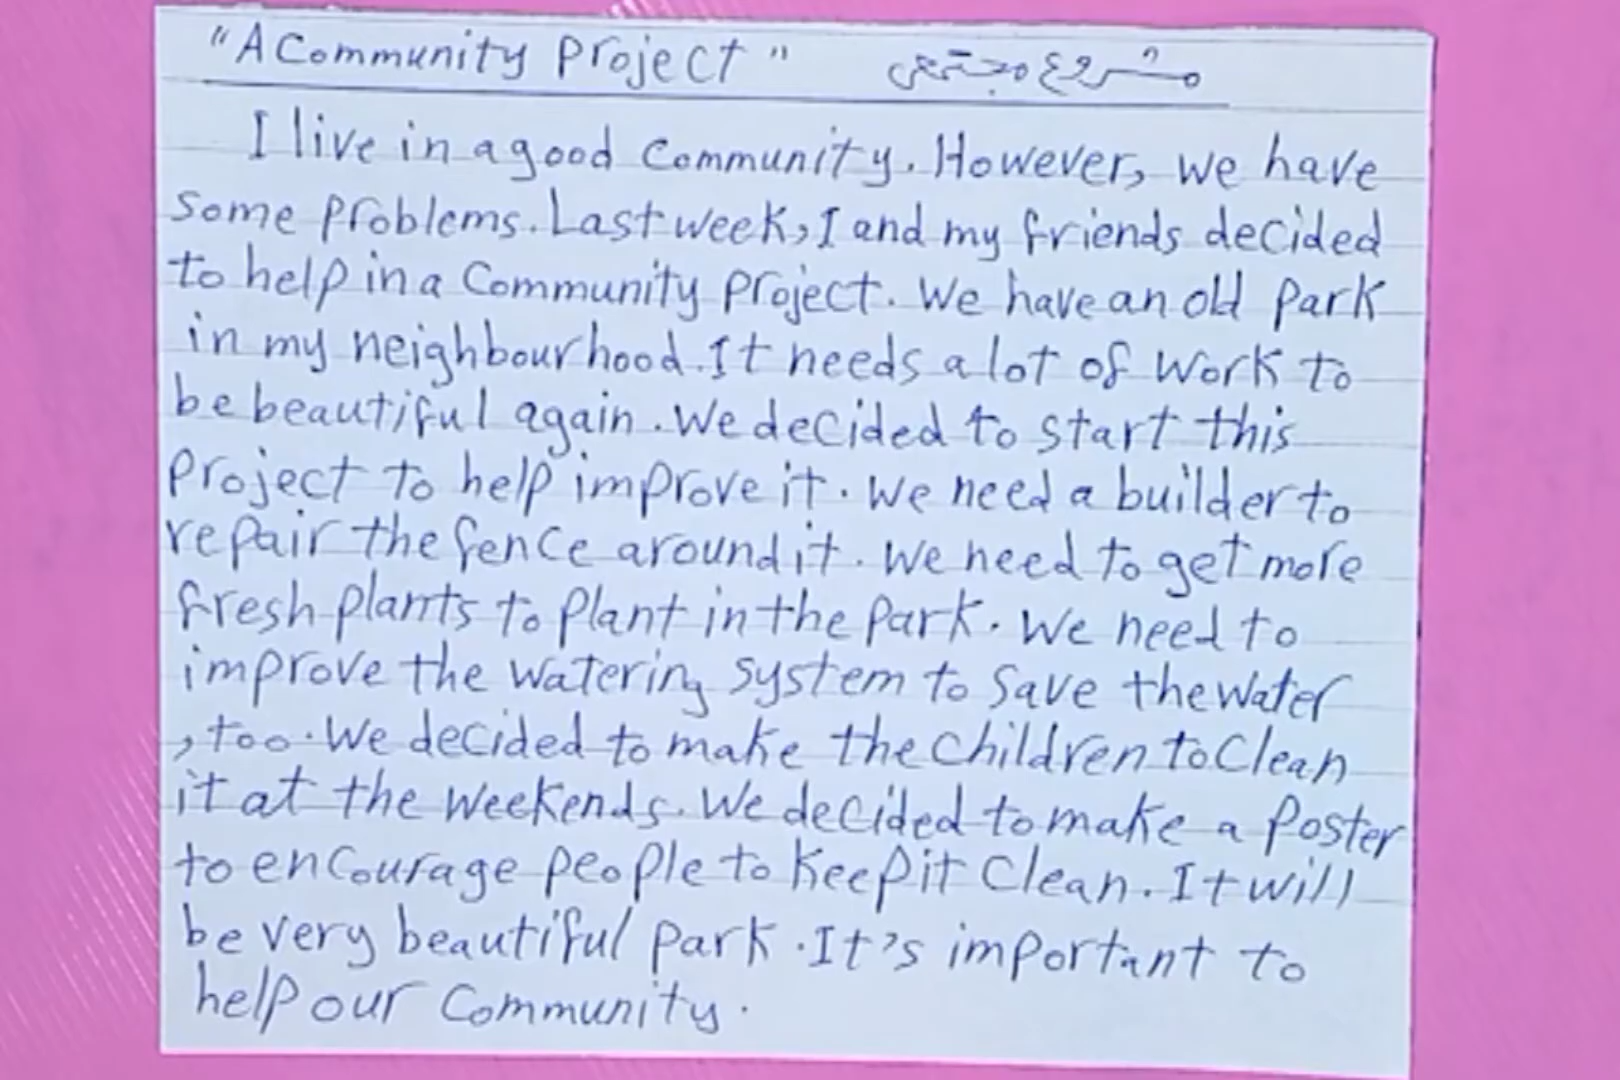 "A Community Project" مشروع مجتمعي
I live in a good Community. However, we have
some problems. Last week, I and my friends decided
to help in a Community project. We have an old park
in my neighbourhood. It needs a lot of work to
be beautiful again. We decided to start this
project to help improve it. We need a builder to
repair the fence around it. We need to get more
fresh plants to plant in the park. We need to
improve the watering system to save the water
, too. We decided to make the children to clean
it at the weekends. We decided to make a poster
to encourage people to keep it clean. It will
be very beautiful park. It's important to
help our Community.